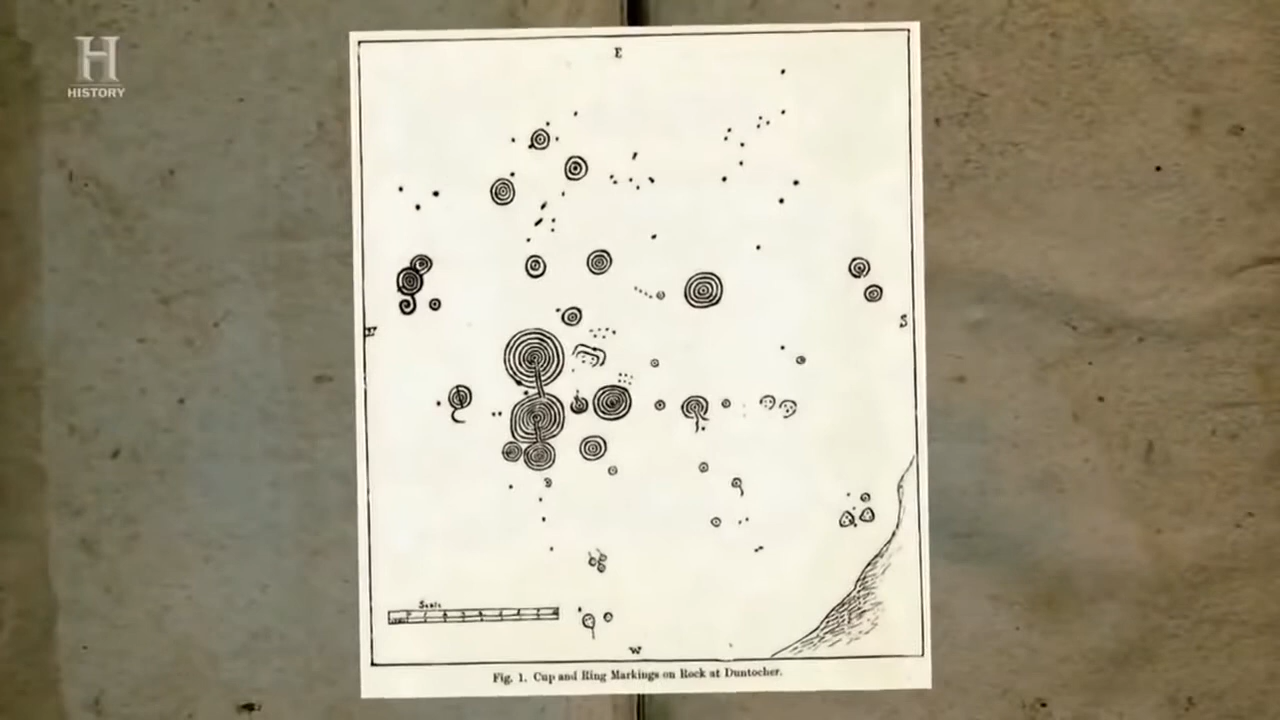 H
HISTORY
E
S
Scale
W
Fig. 1. Cup and Ring Markings on Rock at Duntocher.